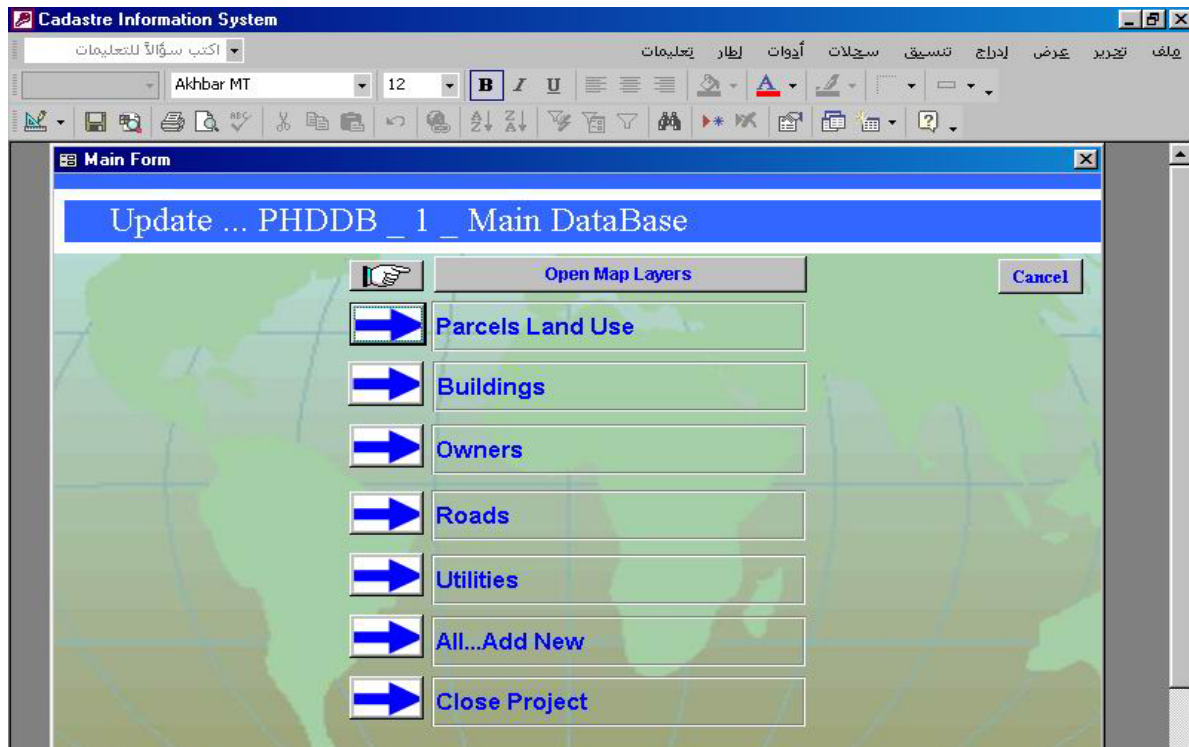 Cadastre Information System
ملف تحرير عرض إدراج تنسيق سجلات أدوات إطار تعليمات اكتب سؤالاً للتعليمات
Akhbar MT 12 B I U A
ABC A Z Z A ?
Main Form
Update ... PHDDB _ 1 _ Main DataBase
Open Map Layers Cancel
Parcels Land Use
Buildings
Owners
Roads
Utilities
All...Add New
Close Project